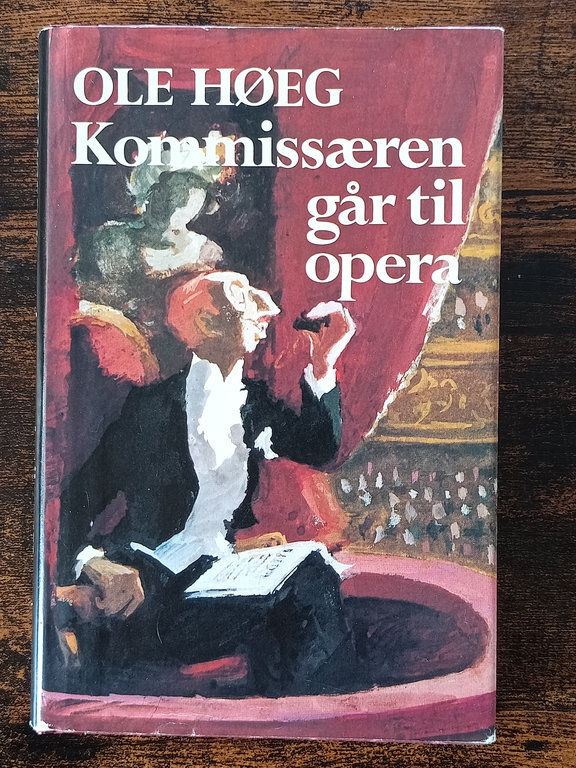 OLE HØEG
Kommissæren
går til
opera